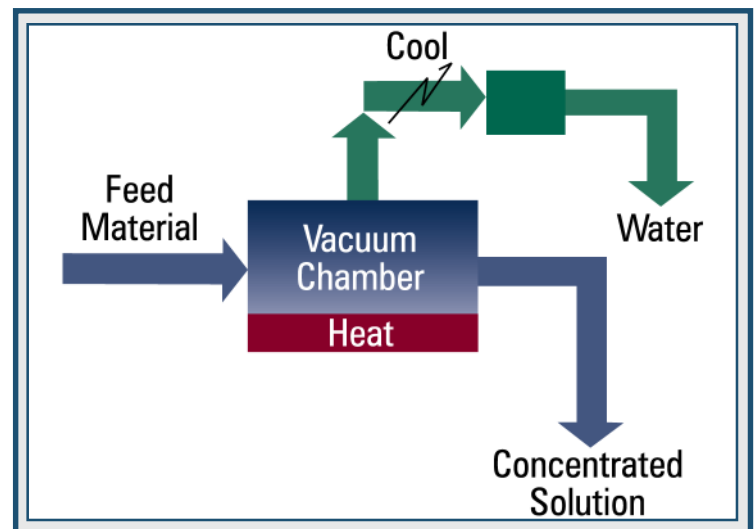 Cool
Feed
Material
Vacuum
Chamber
Water
Heat
Concentrated
Solution